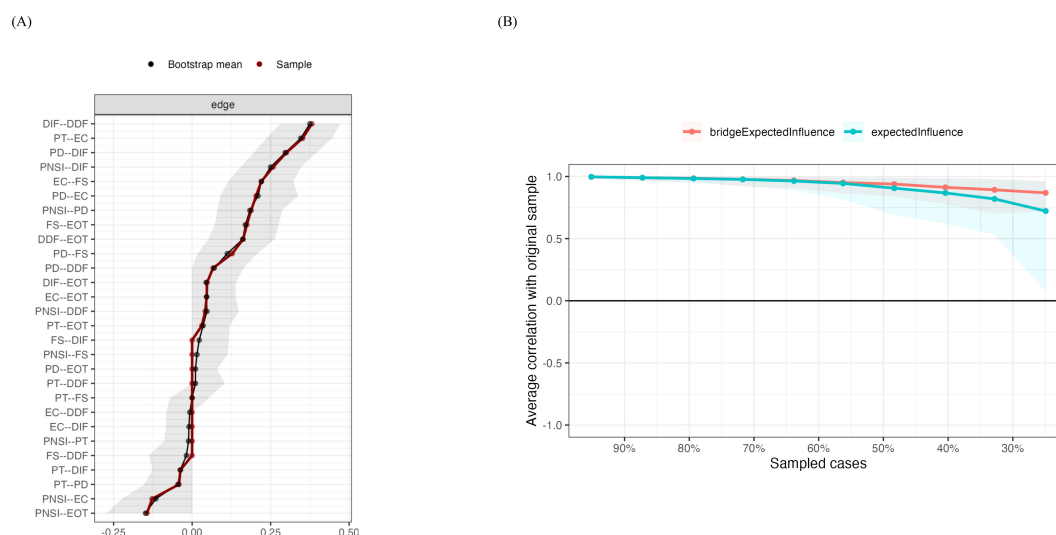 (A)
(B)
Bootstrap mean Sample
edge
DIF--DDF
PT--EC
PD--DIF
PNSI--DIF
EC--FS
PD--EC
PNSI--PD
FS--EOT
DDF--EOT
PD--FS
PD--DDF
DIF--EOT
EC--EOT
PNSI--DDF
PT--EOT
FS--DIF
PNSI--FS
PD--EOT
PT--DDF
PT--FS
EC--DDF
EC--DIF
PNSI--PT
FS--DDF
PT--DIF
PT--PD
PNSI--EC
PNSI--EOT
-0.25 0.00 0.25 0.50
bridgeExpectedInfluence expectedInfluence
Average correlation with original sample
1.0
0.5
0.0
-0.5
-1.0
90% 80% 70% 60% 50% 40% 30%
Sampled cases